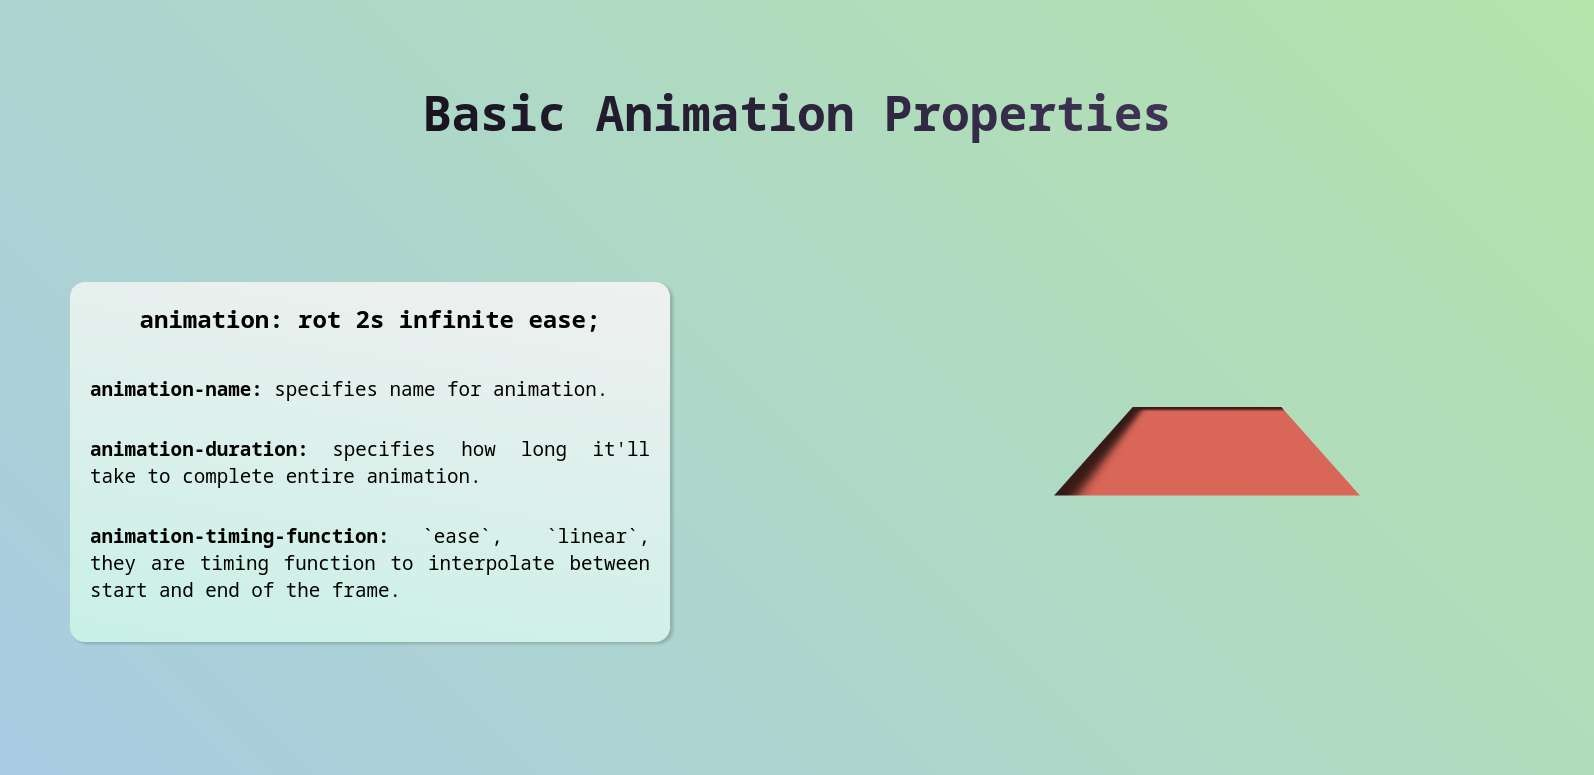 Basic Animation Properties
animation: rot 2s infinite ease;
animation-name: specifies name for animation.
animation-duration: specifies how long it'll
take to complete entire animation.
animation-timing-function: `ease`, `linear`,
they are timing function to interpolate between
start and end of the frame.